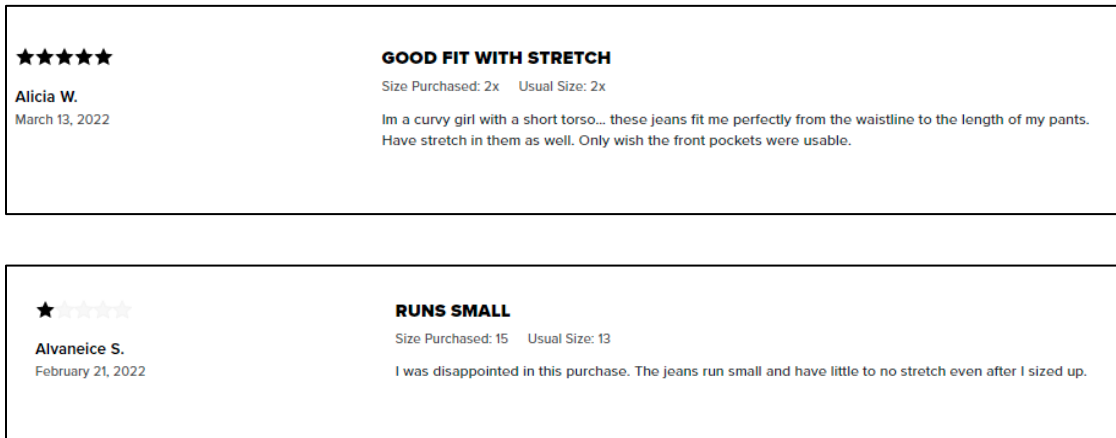 GOOD FIT WITH STRETCH
Size Purchased: 2x Usual Size: 2x
Alicia W.
March 13, 2022
Im a curvy girl with a short torso... these jeans fit me perfectly from the waistline to the length of my pants.
Have stretch in them as well. Only wish the front pockets were usable.
RUNS SMALL
Size Purchased: 15 Usual Size: 13
Alvaneice S.
February 21, 2022
I was disappointed in this purchase. The jeans run small and have little to no stretch even after I sized up.